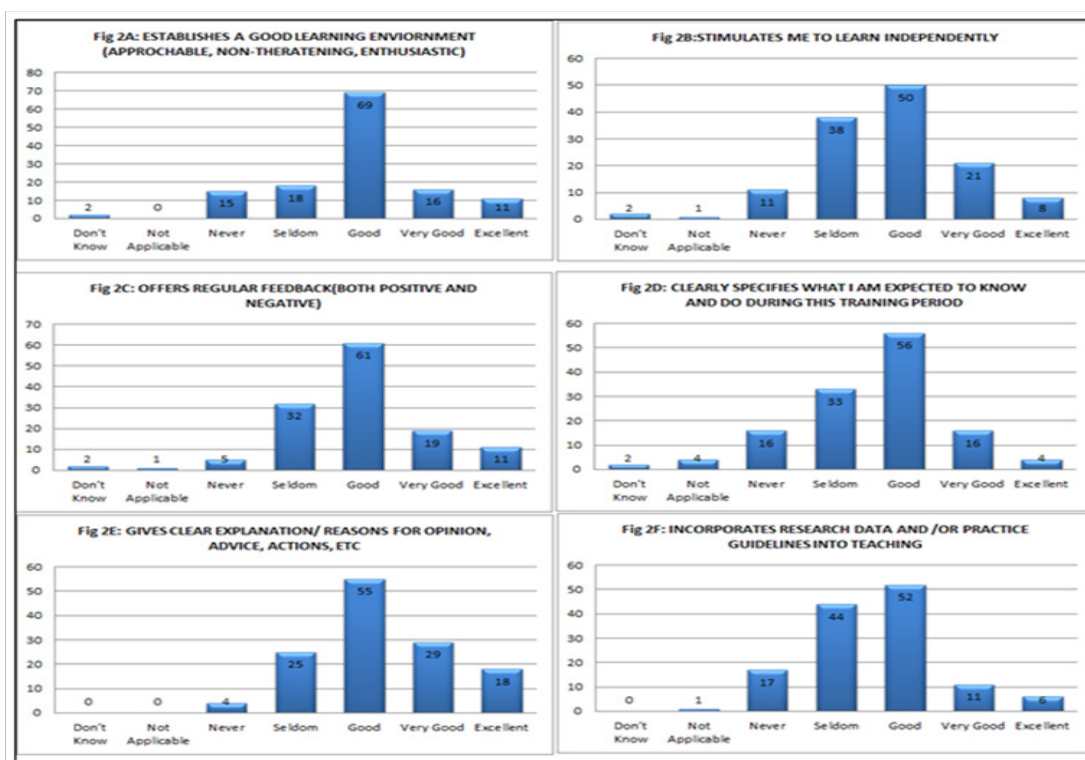 Fig 2A: ESTABLISHES A GOOD LEARNING ENVIORNMENT
(APPROCHABLE, NON-THERATENING, ENTHUSIASTIC)
80
70
60
50
40
30
20
10
0
2
0
15
18
69
16
11
Don't Know
Not Applicable
Never
Seldom
Good
Very Good
Excellent
Fig 2B:STIMULATES ME TO LEARN INDEPENDENTLY
60
50
40
30
20
10
0
2
1
11
38
50
21
8
Don't Know
Not Applicable
Never
Seldom
Good
Very Good
Excellent
Fig 2C: OFFERS REGULAR FEEDBACK(BOTH POSITIVE AND
NEGATIVE)
70
60
50
40
30
20
10
0
2
1
5
32
61
19
11
Don't Know
Not Applicable
Never
Seldom
Good
Very Good
Excellent
Fig 2D: CLEARLY SPECIFIES WHAT I AM EXPECTED TO KNOW
AND DO DURING THIS TRAINING PERIOD
60
50
40
30
20
10
0
2
4
16
33
56
16
4
Don't Know
Not Applicable
Never
Seldom
Good
Very Good
Excellent
Fig 2E: GIVES CLEAR EXPLANATION/ REASONS FOR OPINION,
ADVICE, ACTIONS, ETC
60
50
40
30
20
10
0
0
0
4
25
55
29
18
Don't Know
Not Applicable
Never
Seldom
Good
Very Good
Excellent
Fig 2F: INCORPORATES RESEARCH DATA AND /OR PRACTICE
GUIDELINES INTO TEACHING
60
50
40
30
20
10
0
0
1
17
44
52
11
6
Don't Know
Not Applicable
Never
Seldom
Good
Very Good
Excellent